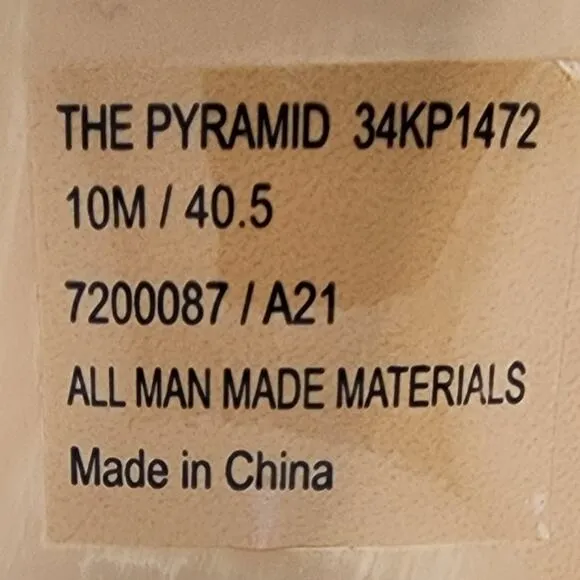 THE PYRAMID 34KP1472
10M / 40.5
7200087 / A21
ALL MAN MADE MATERIALS
Made in China